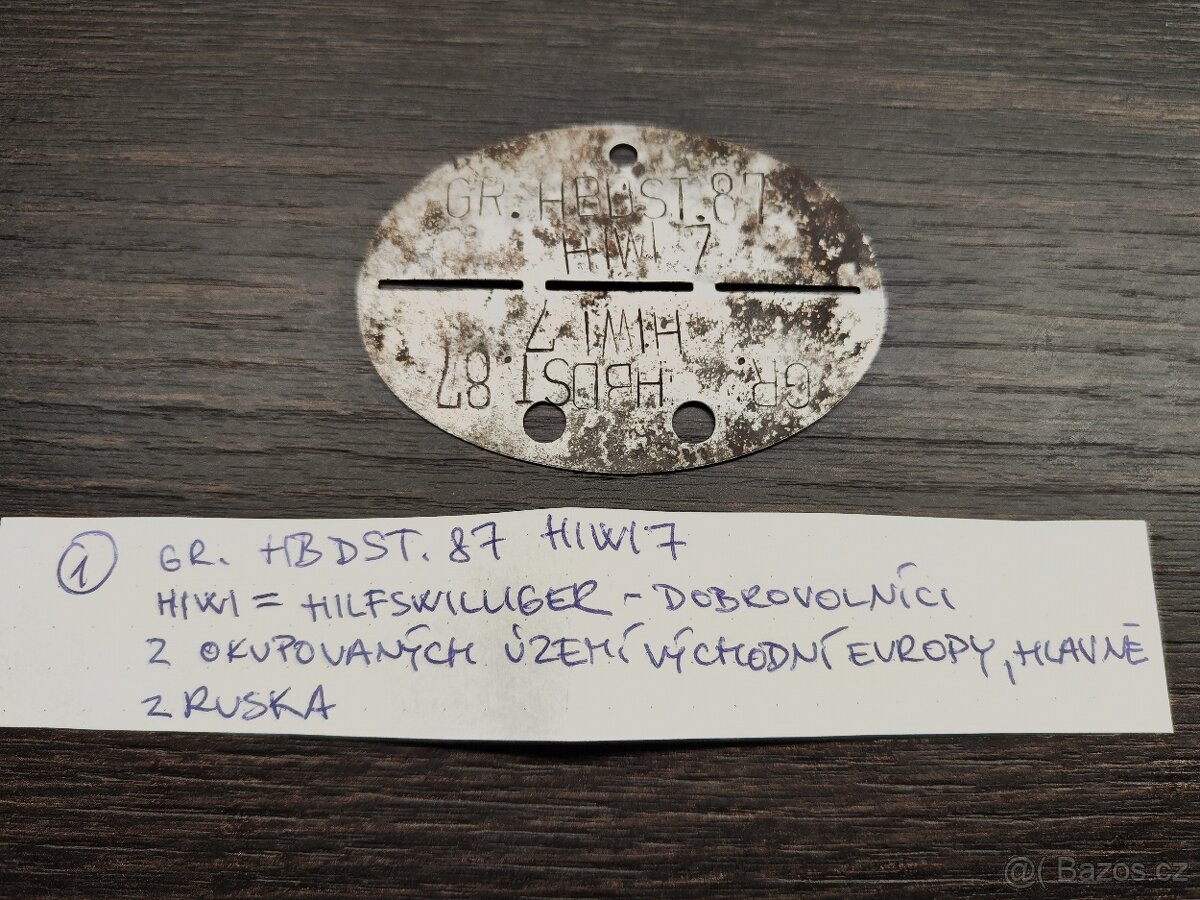 GR. HBDST. 87
HIWI 7
HIWI 7
GR. HBDST. 87
1 GR. HBDST. 87 HIWI 7
HIWI = HILFSWILLIGER - DOBROVOLNÍCI
Z OKUPOVANÝCH ÚZEMÍ VÝCHODNÍ EVROPY, HLAVNĚ
Z RUSKA
@( Bazos.cz